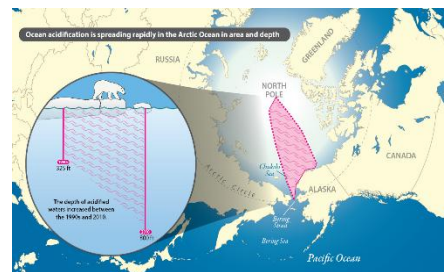 Ocean acidification is spreading rapidly in the Arctic Ocean in area and depth
GREENLAND
RUSSIA
NORTH
POLE
CANADA
Chukchi
Sea
ALASKA
Arctic Circle
Bering
Strait
Bering Sea
Pacific Ocean
325 ft
800 ft
The depth of acidified
waters increased between
the 1990s and 2010.